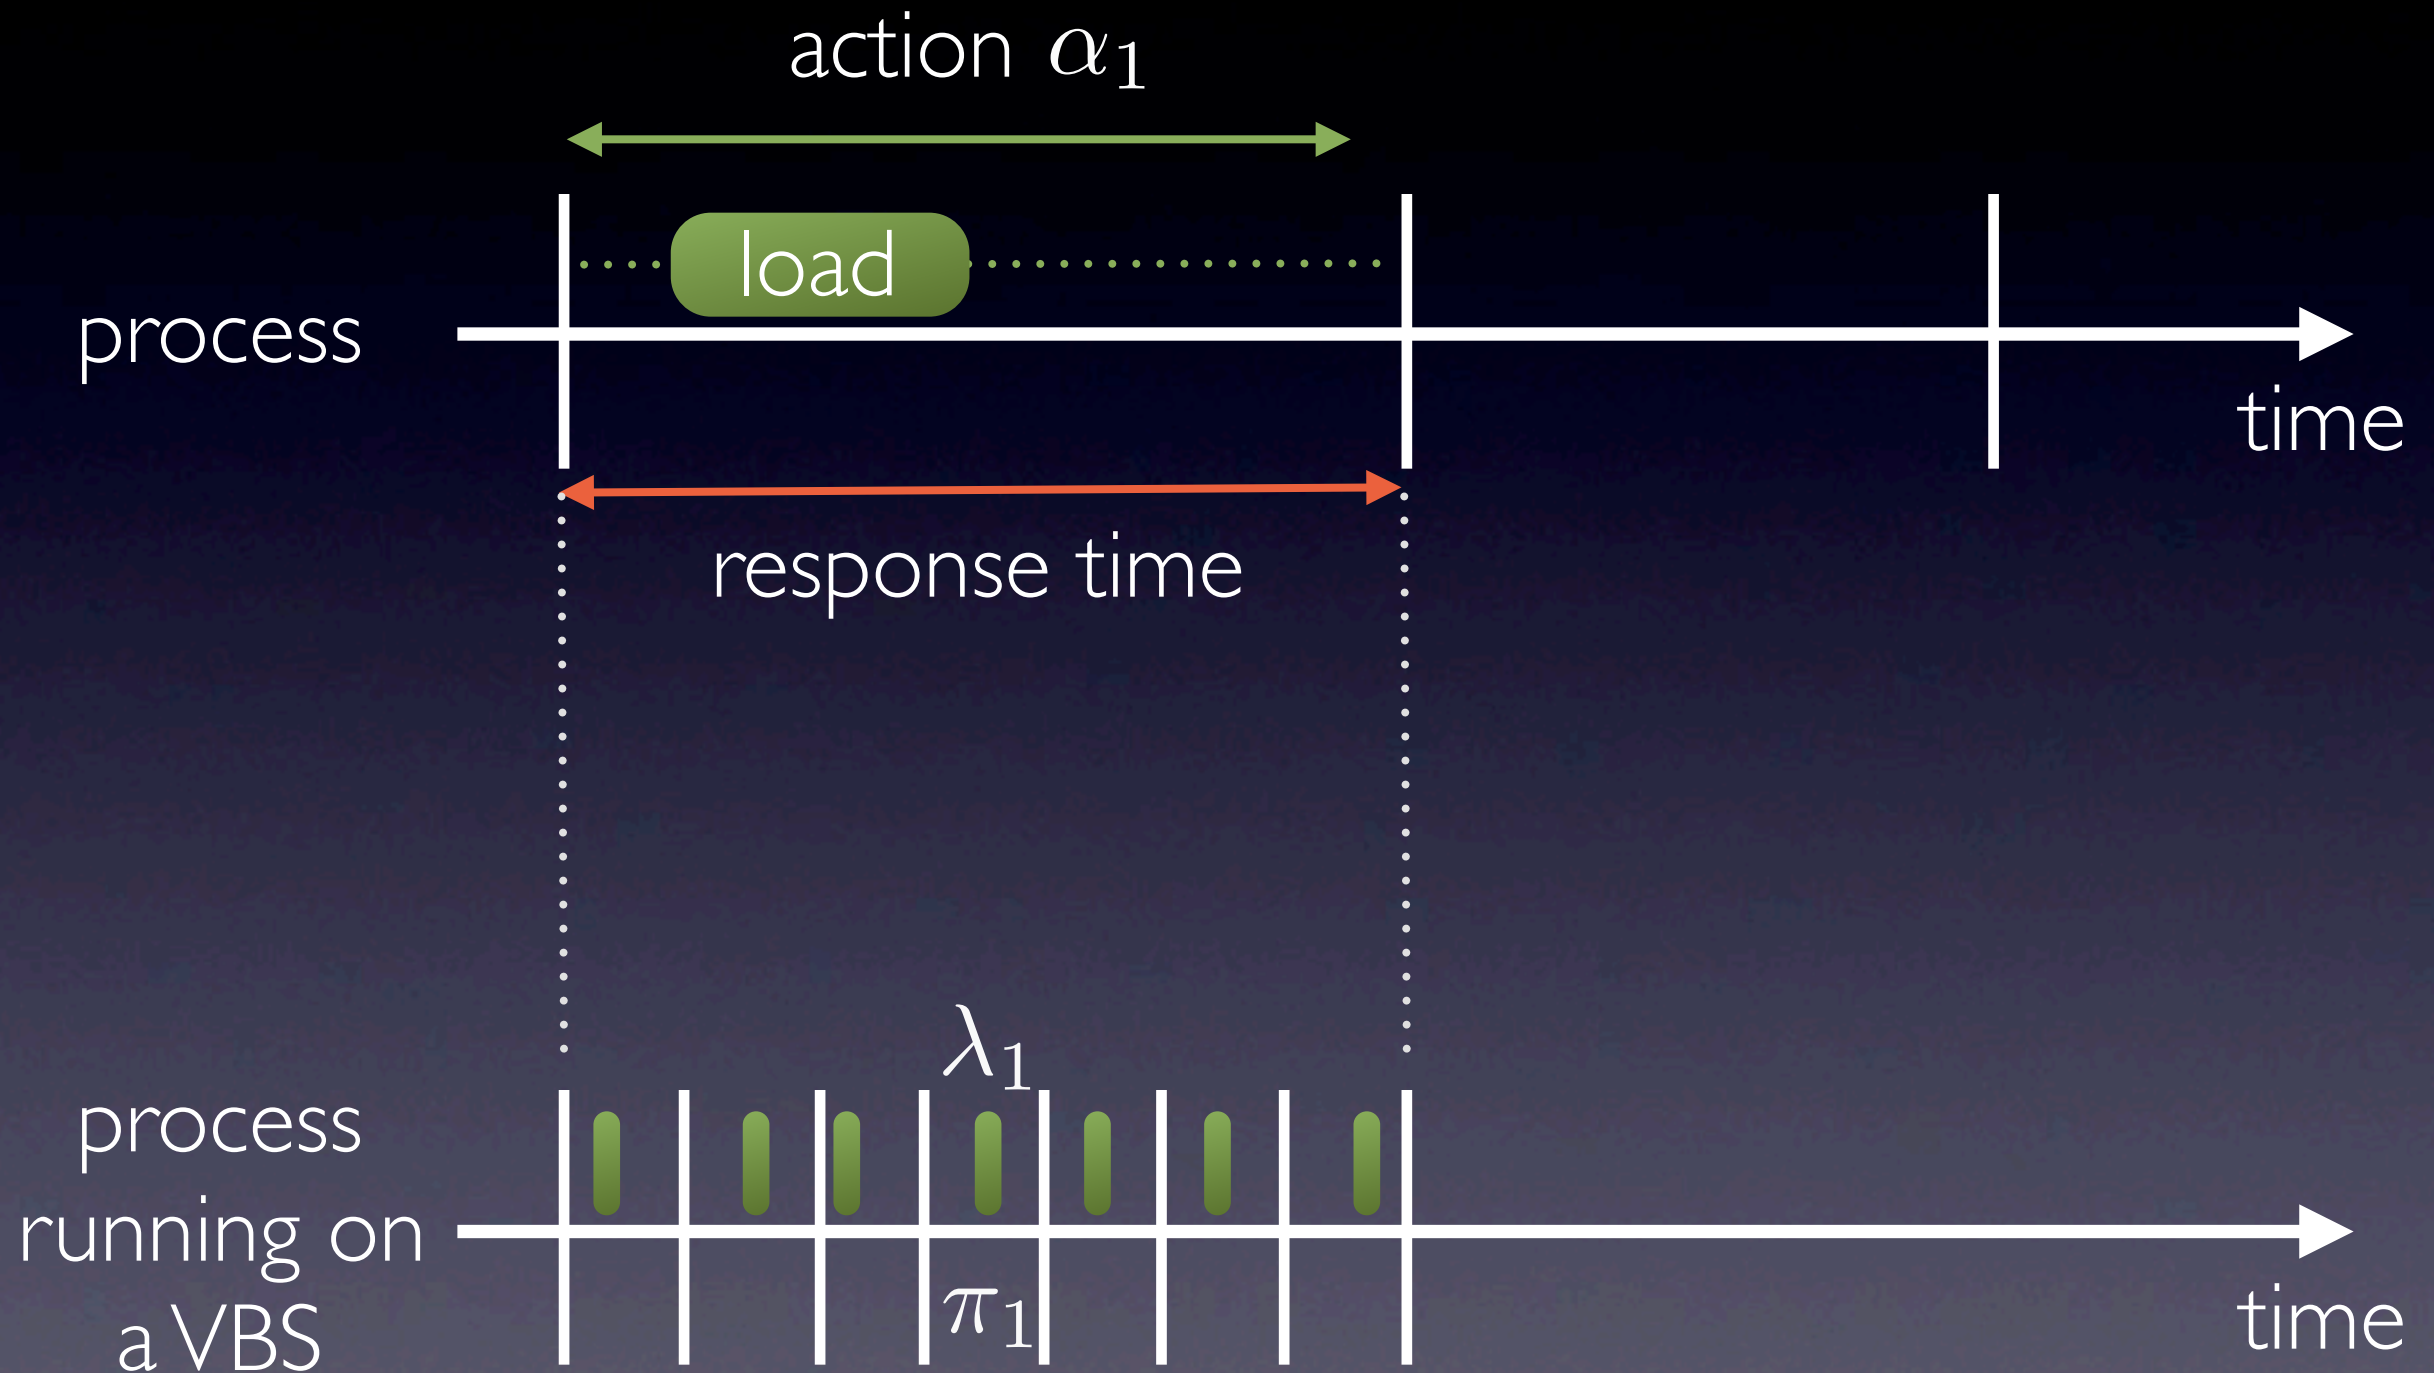 action α₁
load
process
time
response time
λ₁
process
running on
a VBS
π₁
time